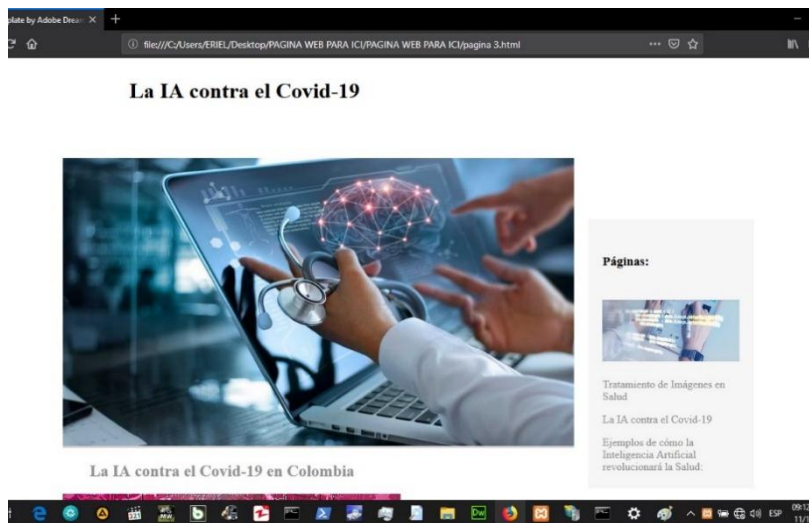 plate by Adobe Dream
file:///C:/Users/ERIEL/Desktop/PAGINA WEB PARA ICI/PAGINA WEB PARA ICI/pagina 3.html
La IA contra el Covid-19
Páginas:
Tratamiento de Imágenes en
Salud
La IA contra el Covid-19
Ejemplos de cómo la
Inteligencia Artificial
revolucionará la Salud:
La IA contra el Covid-19 en Colombia
Dw
ESP